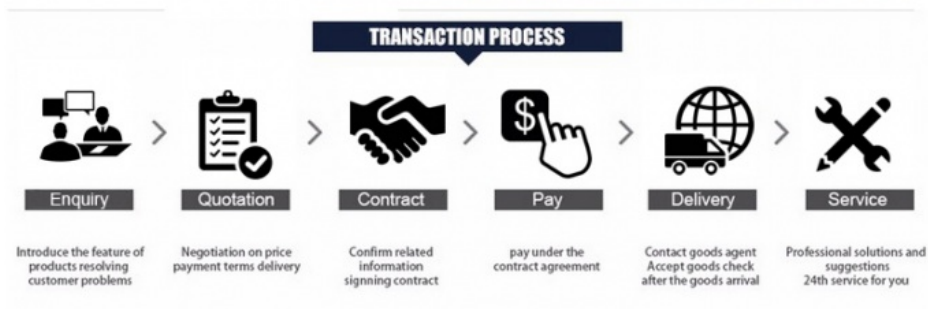 TRANSACTION PROCESS
$
Enquiry
Quotation
Contract
Pay
Delivery
Service
Introduce the feature of
products resolving
customer problems
Negotiation on price
payment terms delivery
Confirm related
information
signning contract
pay under the
contract agreement
Contact goods agent
Accept goods check
after the goods arrival
Professional solutions and
suggestions
24th service for you